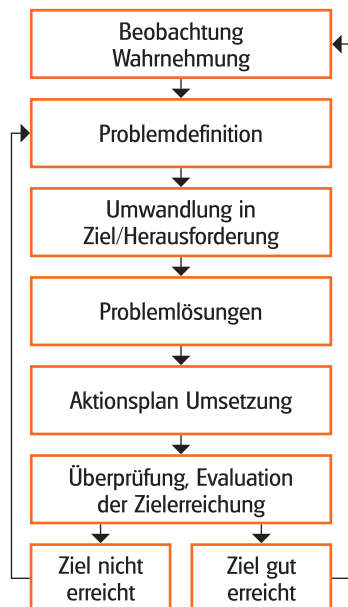 Beobachtung
Wahrnehmung
Problemdefinition
Umwandlung in
Ziel/Herausforderung
Problemlösungen
Aktionsplan Umsetzung
Überprüfung, Evaluation
der Zielerreichung
Ziel nicht
erreicht
Ziel gut
erreicht